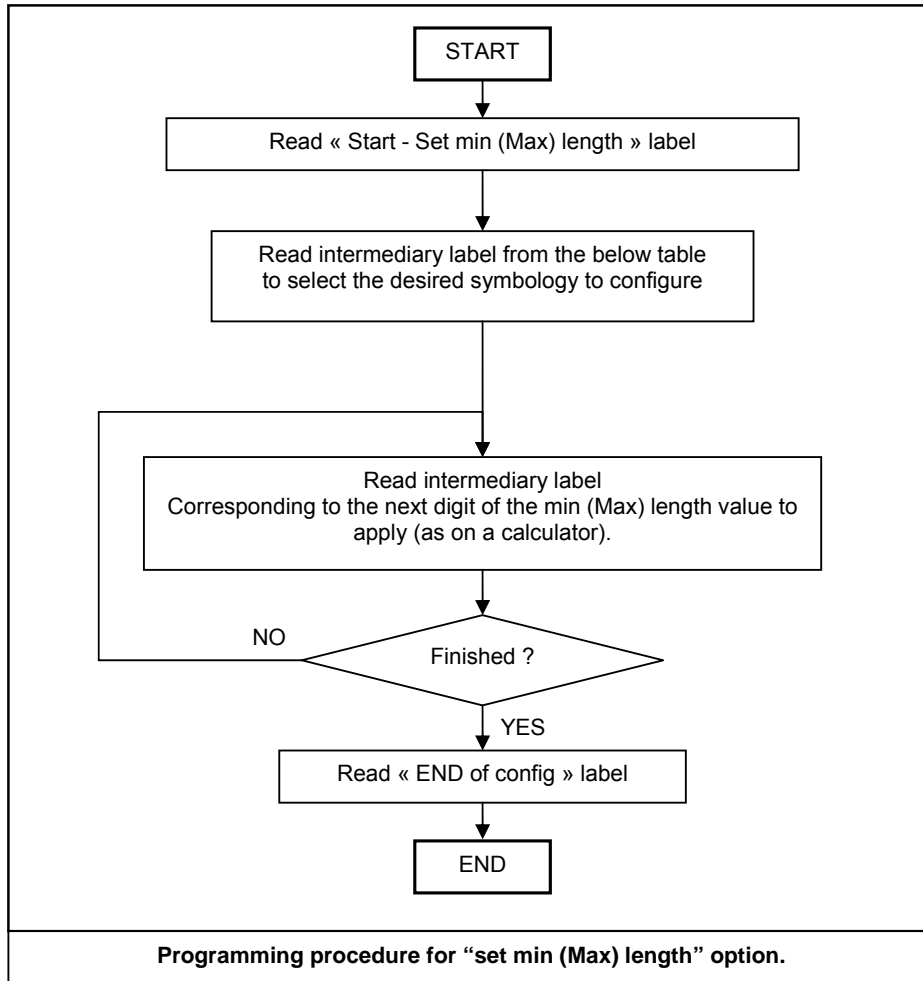 START
Read « Start - Set min (Max) length » label
Read intermediary label from the below table
to select the desired symbology to configure
Read intermediary label
Corresponding to the next digit of the min (Max) length value to
apply (as on a calculator).
NO
Finished ?
YES
Read « END of config » label
END
Programming procedure for “set min (Max) length” option.